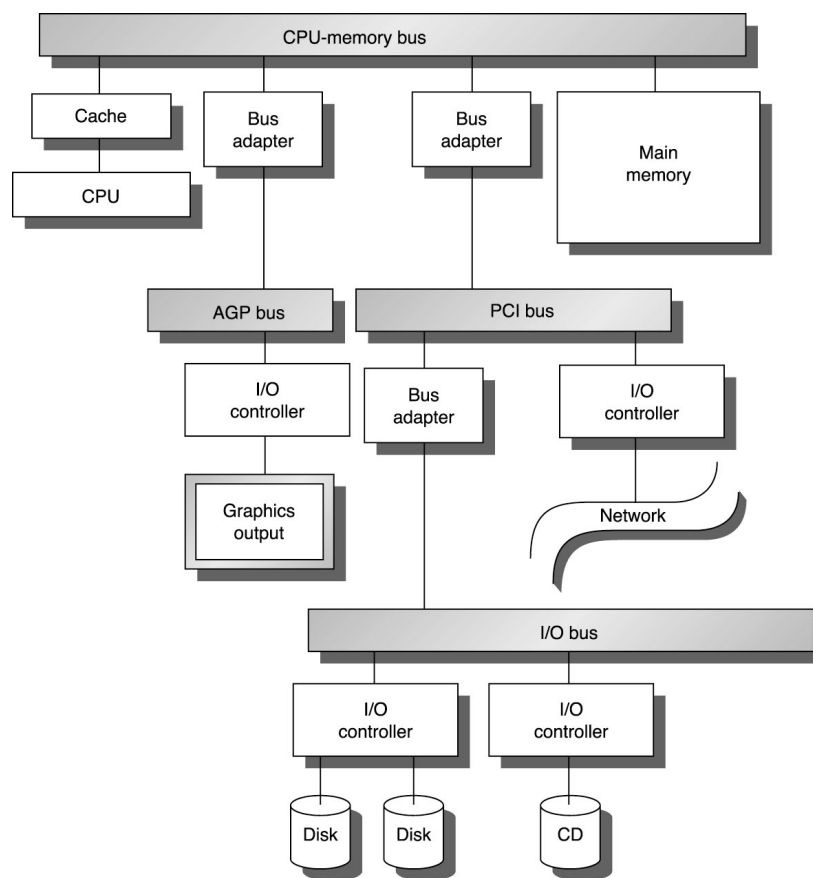 CPU-memory bus
Cache
Bus
adapter
Bus
adapter
Main
memory
CPU
AGP bus
PCI bus
I/O
controller
Bus
adapter
I/O
controller
Graphics
output
Network
I/O bus
I/O
controller
I/O
controller
Disk
Disk
CD